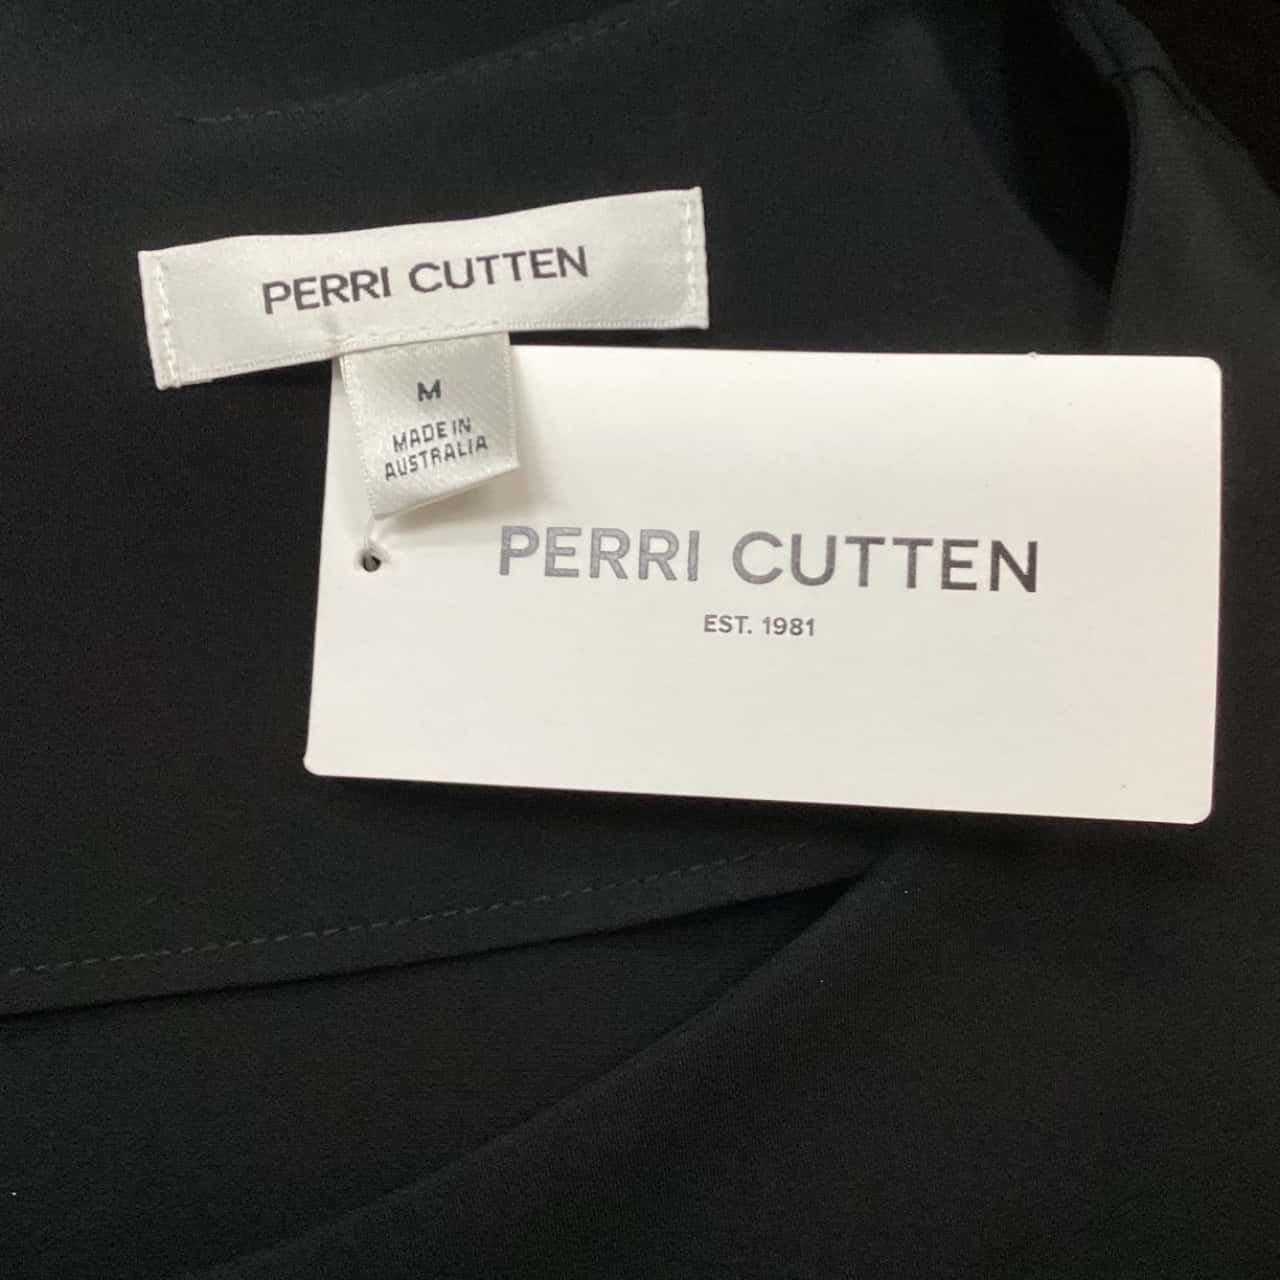 PERRI CUTTEN
M
MADE IN
AUSTRALIA
PERRI CUTTEN
EST. 1981